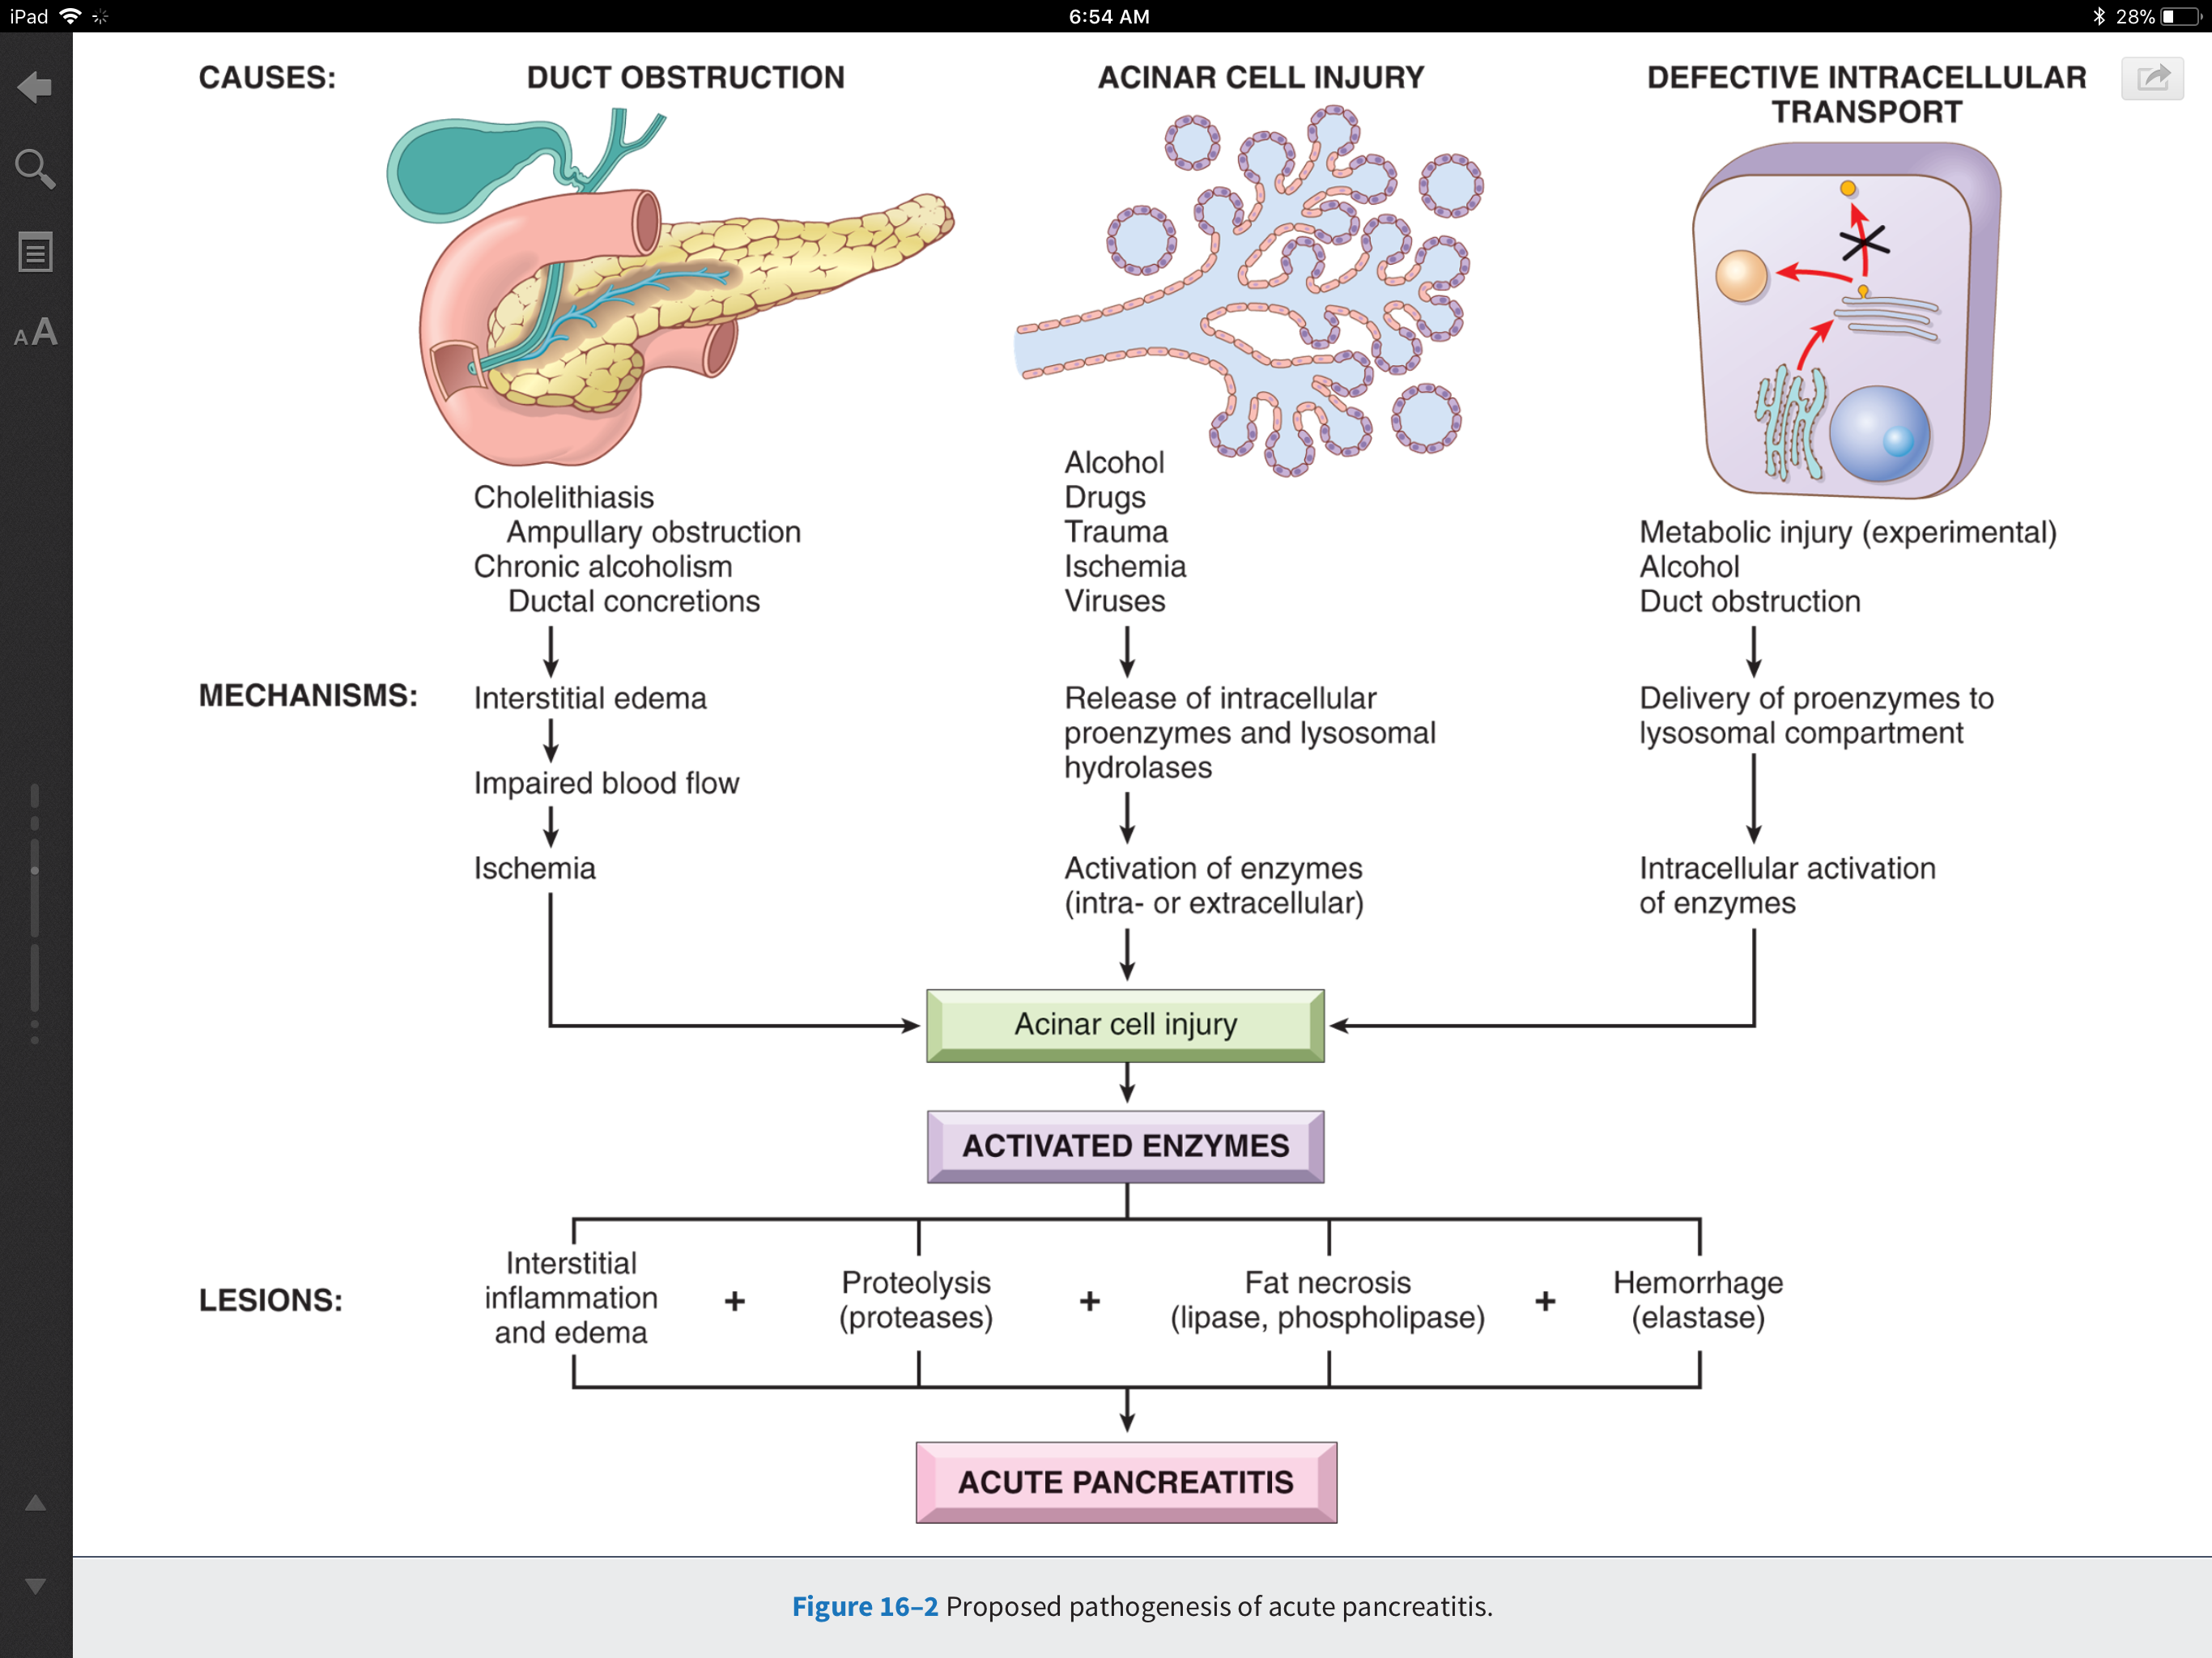 iPad
6:54 AM
28%
CAUSES:
DUCT OBSTRUCTION
ACINAR CELL INJURY
DEFECTIVE INTRACELLULAR
TRANSPORT
AA
Cholelithiasis
Ampullary obstruction
Chronic alcoholism
Ductal concretions
Alcohol
Drugs
Trauma
Ischemia
Viruses
Metabolic injury (experimental)
Alcohol
Duct obstruction
MECHANISMS:
Interstitial edema
Impaired blood flow
Ischemia
Release of intracellular
proenzymes and lysosomal
hydrolases
Activation of enzymes
(intra- or extracellular)
Delivery of proenzymes to
lysosomal compartment
Intracellular activation
of enzymes
Acinar cell injury
ACTIVATED ENZYMES
LESIONS:
Interstitial
inflammation
and edema
+
Proteolysis
(proteases)
+
Fat necrosis
(lipase, phospholipase)
+
Hemorrhage
(elastase)
ACUTE PANCREATITIS
Figure 16–2 Proposed pathogenesis of acute pancreatitis.